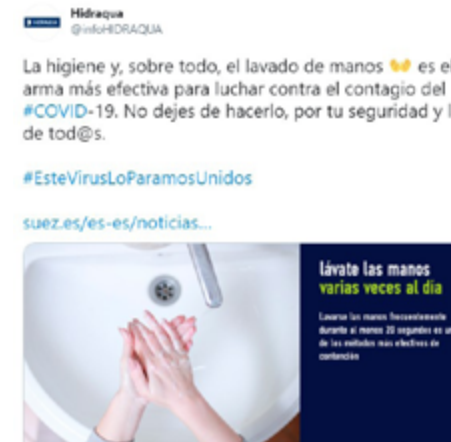 Hidraqua
@infoHIDRAQUA
La higiene y, sobre todo, el lavado de manos 👐 es el
arma más efectiva para luchar contra el contagio del
#COVID-19. No dejes de hacerlo, por tu seguridad y l
de tod@s.
#EsteVirusLoParamosUnidos
suez.es/es-es/noticias...
lávate las manos
varias veces al día
Lavarse las manos frecuentemente
durante al menos 20 segundos es un
de los métodos más efectivos de
contención